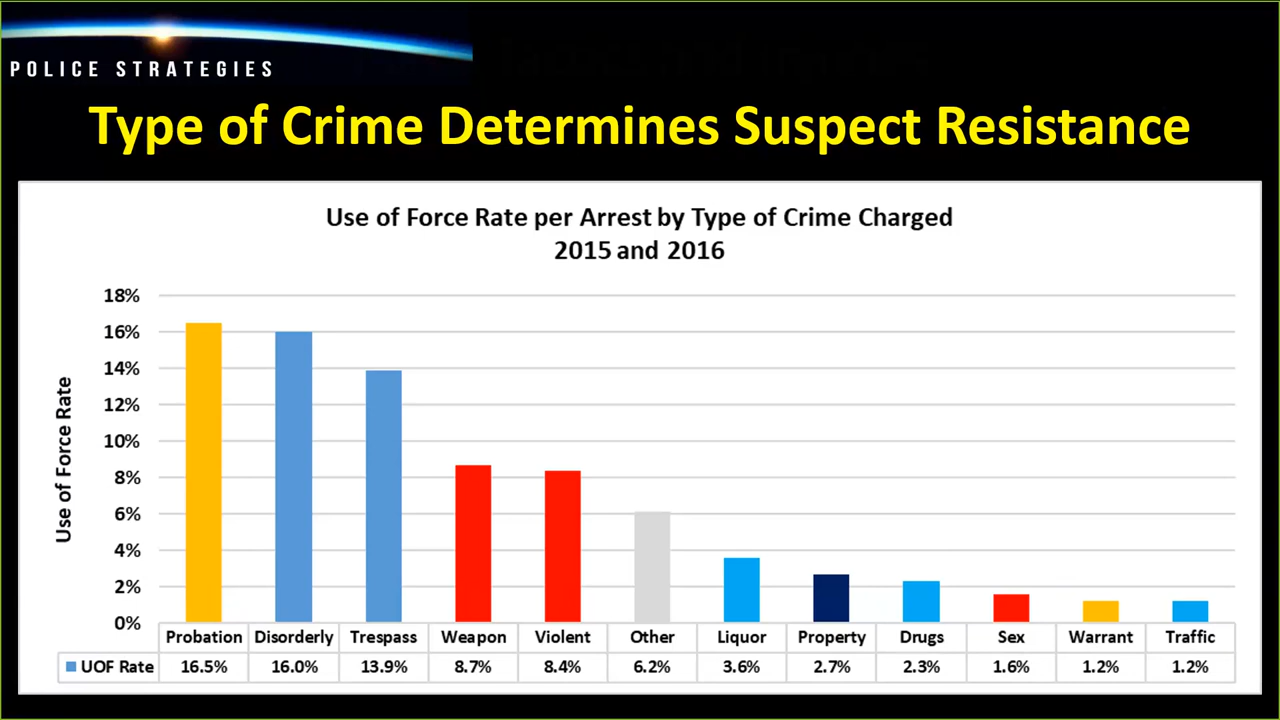 POLICE STRATEGIES
Type of Crime Determines Suspect Resistance
Use of Force Rate per Arrest by Type of Crime Charged
2015 and 2016
Use of Force Rate
18%
16%
14%
12%
10%
8%
6%
4%
2%
0%
Probation Disorderly Trespass Weapon Violent Other Liquor Property Drugs Sex Warrant Traffic
UOF Rate 16.5% 16.0% 13.9% 8.7% 8.4% 6.2% 3.6% 2.7% 2.3% 1.6% 1.2% 1.2%